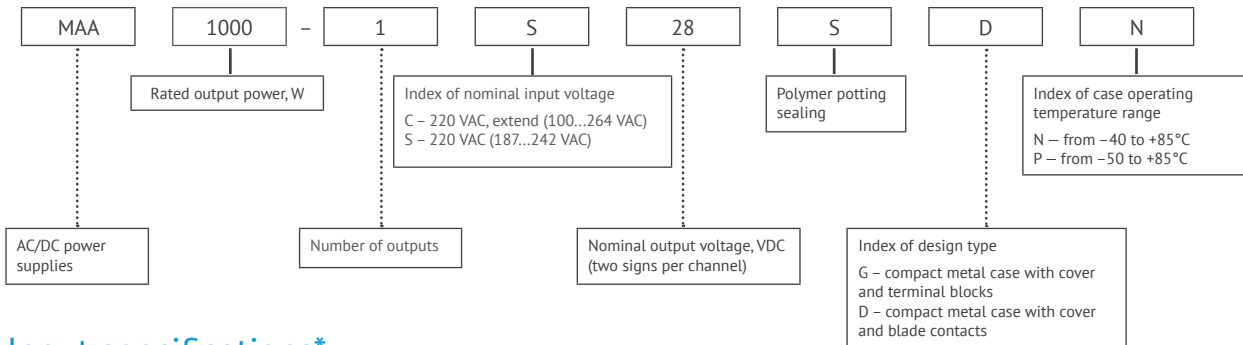 MAA 1000 – 1 S 28 S D N
Rated output power, W
Index of nominal input voltage
C – 220 VAC, extend (100...264 VAC)
S – 220 VAC (187...242 VAC)
Polymer potting
sealing
Index of case operating
temperature range
N — from –40 to +85°C
P — from –50 to +85°C
AC/DC power
supplies
Number of outputs
Nominal output voltage, VDC
(two signs per channel)
Index of design type
G – compact metal case with cover
and terminal blocks
D – compact metal case with cover
and blade contacts